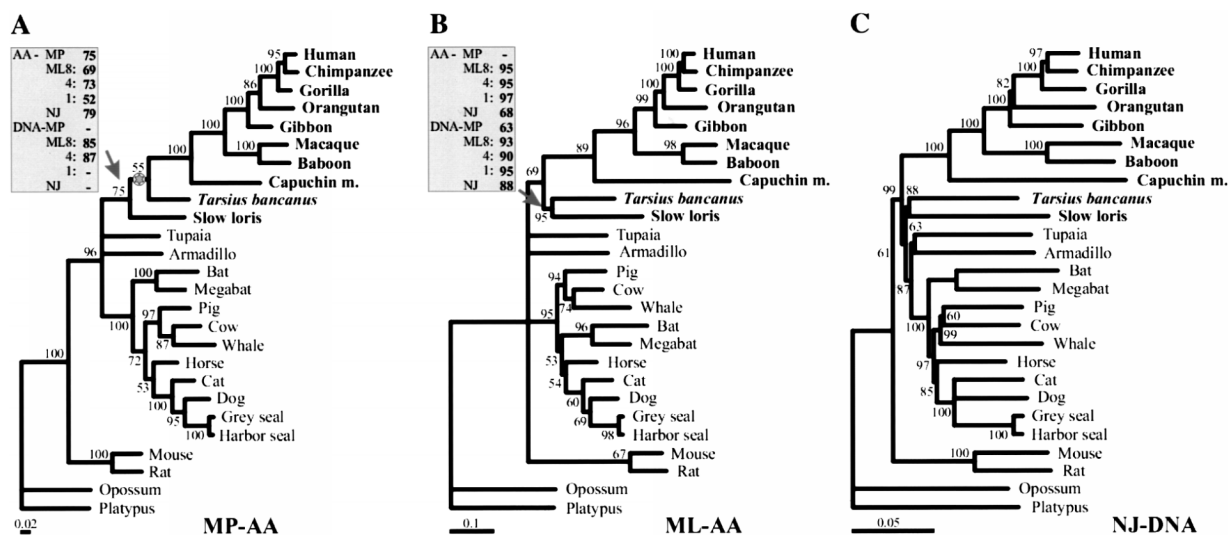 A
AA - MP 75
ML8: 69
4: 73
1: 52
NJ 79
DNA-MP -
ML8: 85
4: 87
1: -
NJ -
95
100
86
100
100
100
100
55
75
96
100
97
100
87
72
53
100
95
100
100
100
Human
Chimpanzee
Gorilla
Orangutan
Gibbon
Macaque
Baboon
Capuchin m.
Tarsius bancanus
Slow loris
Tupaia
Armadillo
Bat
Megabat
Pig
Cow
Whale
Horse
Cat
Dog
Grey seal
Harbor seal
Mouse
Rat
Opossum
Platypus
0.02
MP-AA
B
AA - MP -
ML8: 95
4: 95
1: 97
NJ 68
DNA-MP 63
ML8: 93
4: 90
1: 95
NJ 88
100
100
100
99
96
98
89
69
95
94
74
95
96
53
54
60
69
98
67
Human
Chimpanzee
Gorilla
Orangutan
Gibbon
Macaque
Baboon
Capuchin m.
Tarsius bancanus
Slow loris
Tupaia
Armadillo
Pig
Cow
Whale
Bat
Megabat
Horse
Cat
Dog
Grey seal
Harbor seal
Mouse
Rat
Opossum
Platypus
0.1
ML-AA
C
97
100
82
100
100
100
99
88
63
61
87
100
60
99
97
85
100
100
100
Human
Chimpanzee
Gorilla
Orangutan
Gibbon
Macaque
Baboon
Capuchin m.
Tarsius bancanus
Slow loris
Tupaia
Armadillo
Bat
Megabat
Pig
Cow
Whale
Horse
Cat
Dog
Grey seal
Harbor seal
Mouse
Rat
Opossum
Platypus
0.05
NJ-DNA